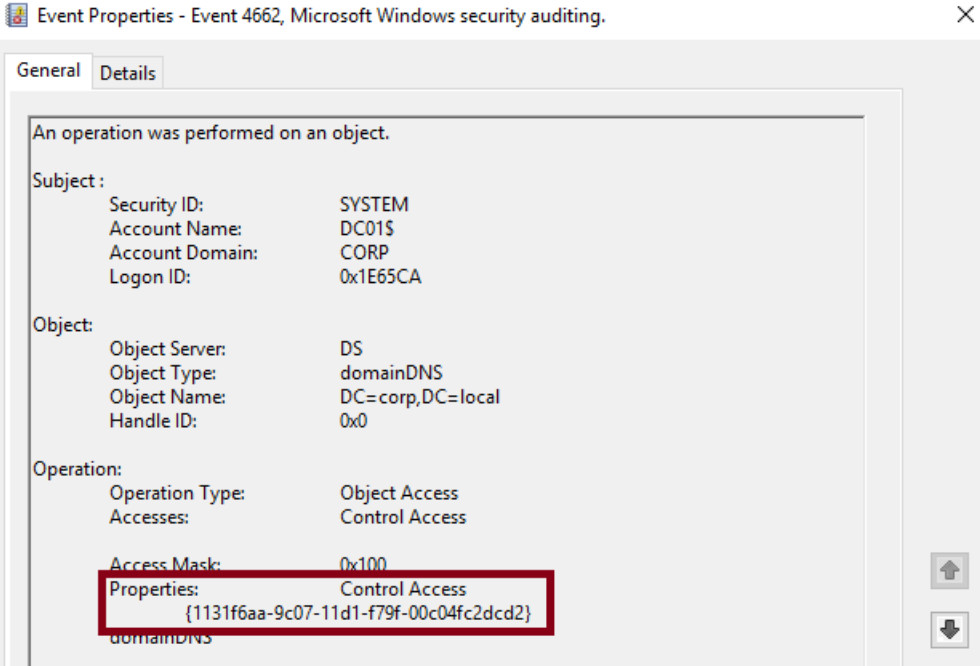 Event Properties - Event 4662, Microsoft Windows security auditing.
General Details
An operation was performed on an object.
Subject :
Security ID: SYSTEM
Account Name: DC01$
Account Domain: CORP
Logon ID: 0x1E65CA
Object:
Object Server: DS
Object Type: domainDNS
Object Name: DC=corp,DC=local
Handle ID: 0x0
Operation:
Operation Type: Object Access
Accesses: Control Access
Access Mask: 0x100
Properties: Control Access
{1131f6aa-9c07-11d1-f79f-00c04fc2dcd2}
domainDNS